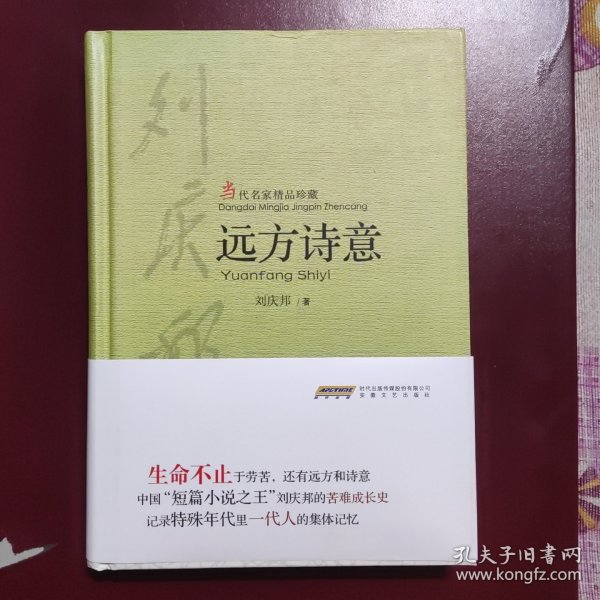 刘庆邦
当代名家精品珍藏
Dangdai Mingjia Jingpin Zhencang
远方诗意
Yuanfang Shiyi
刘庆邦 / 著
时代出版传媒股份有限公司
安徽文艺出版社
生命不止于劳苦，还有远方和诗意
中国“短篇小说之王”刘庆邦的苦难成长史
记录特殊年代里一代人的集体记忆
孔夫子旧书网
www.kongfz.com